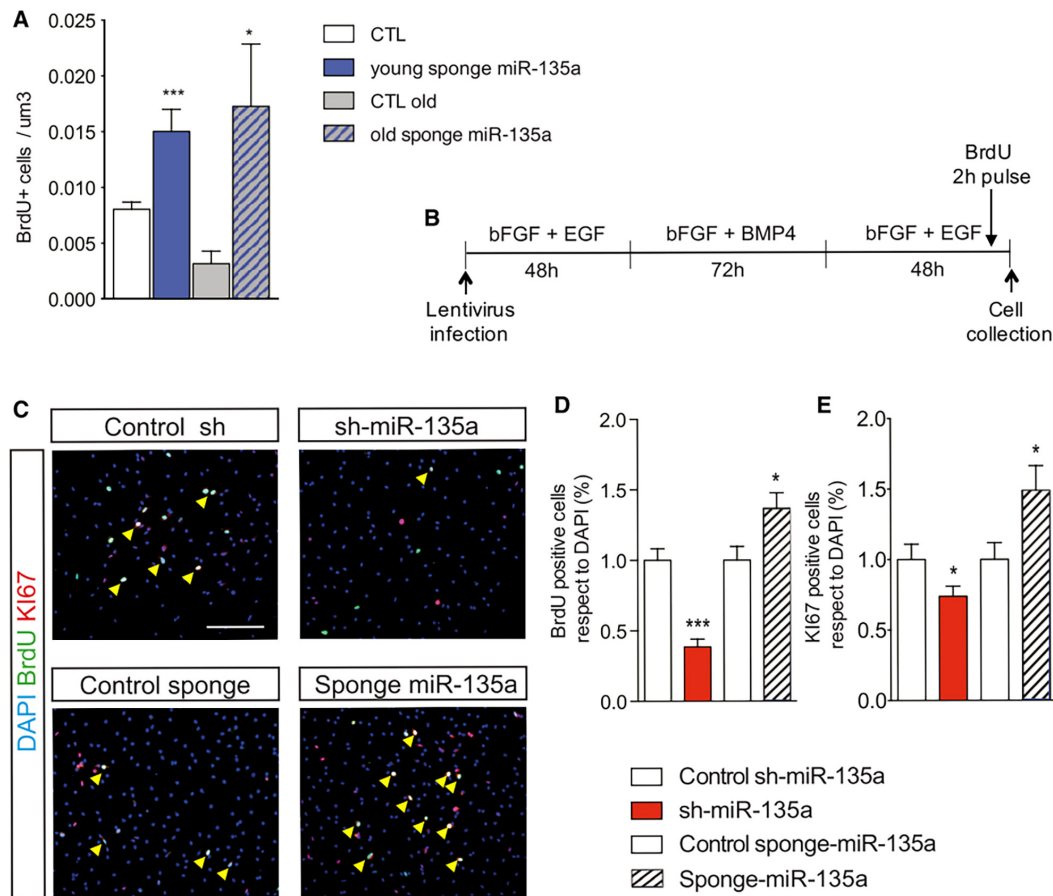 A
0.025
0.020
0.015
0.010
0.005
0.000
BrdU+ cells / um3
***
*
CTL
young sponge miR-135a
CTL old
old sponge miR-135a
B
BrdU
2h pulse
bFGF + EGF
bFGF + BMP4
bFGF + EGF
48h
72h
48h
Lentivirus
infection
Cell
collection
C
Control sh
sh-miR-135a
Control sponge
Sponge miR-135a
DAPI BrdU KI67
D
2.0
1.5
1.0
0.5
0.0
BrdU positive cells
respect to DAPI (%)
***
*
E
2.0
1.5
1.0
0.5
0.0
KI67 positive cells
respect to DAPI (%)
*
*
Control sh-miR-135a
sh-miR-135a
Control sponge-miR-135a
Sponge-miR-135a